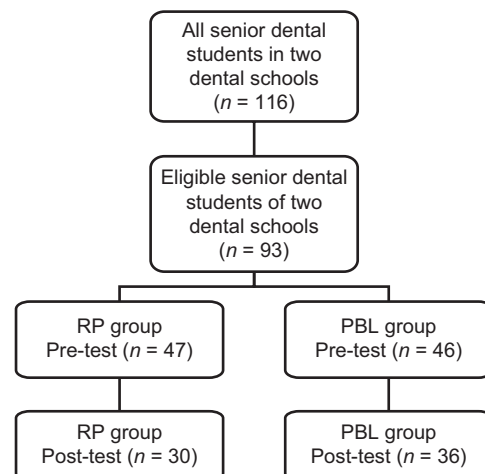 All senior dental
students in two
dental schools
(n = 116)
Eligible senior dental
students of two
dental schools
(n = 93)
RP group
Pre-test (n = 47)
PBL group
Pre-test (n = 46)
RP group
Post-test (n = 30)
PBL group
Post-test (n = 36)